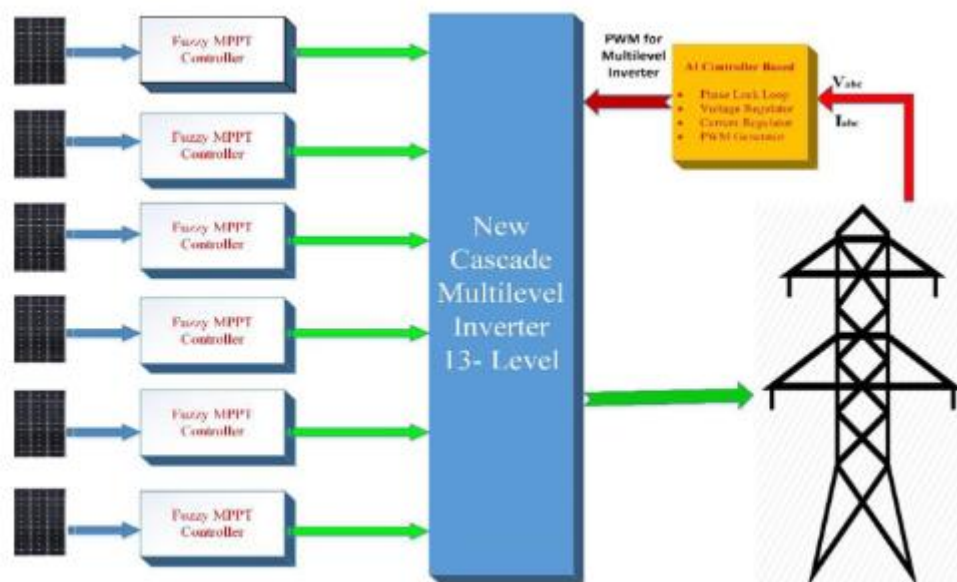 Fuzzy MPPT
Controller
Fuzzy MPPT
Controller
Fuzzy MPPT
Controller
Fuzzy MPPT
Controller
Fuzzy MPPT
Controller
Fuzzy MPPT
Controller
New
Cascade
Multilevel
Inverter
13- Level
PWM for
Multilevel
Inverter
AI Controller Based
• Phase Lock Loop
• Voltage Regulator
• Current Regulator
• PWM Generator
Vabc
Iabc